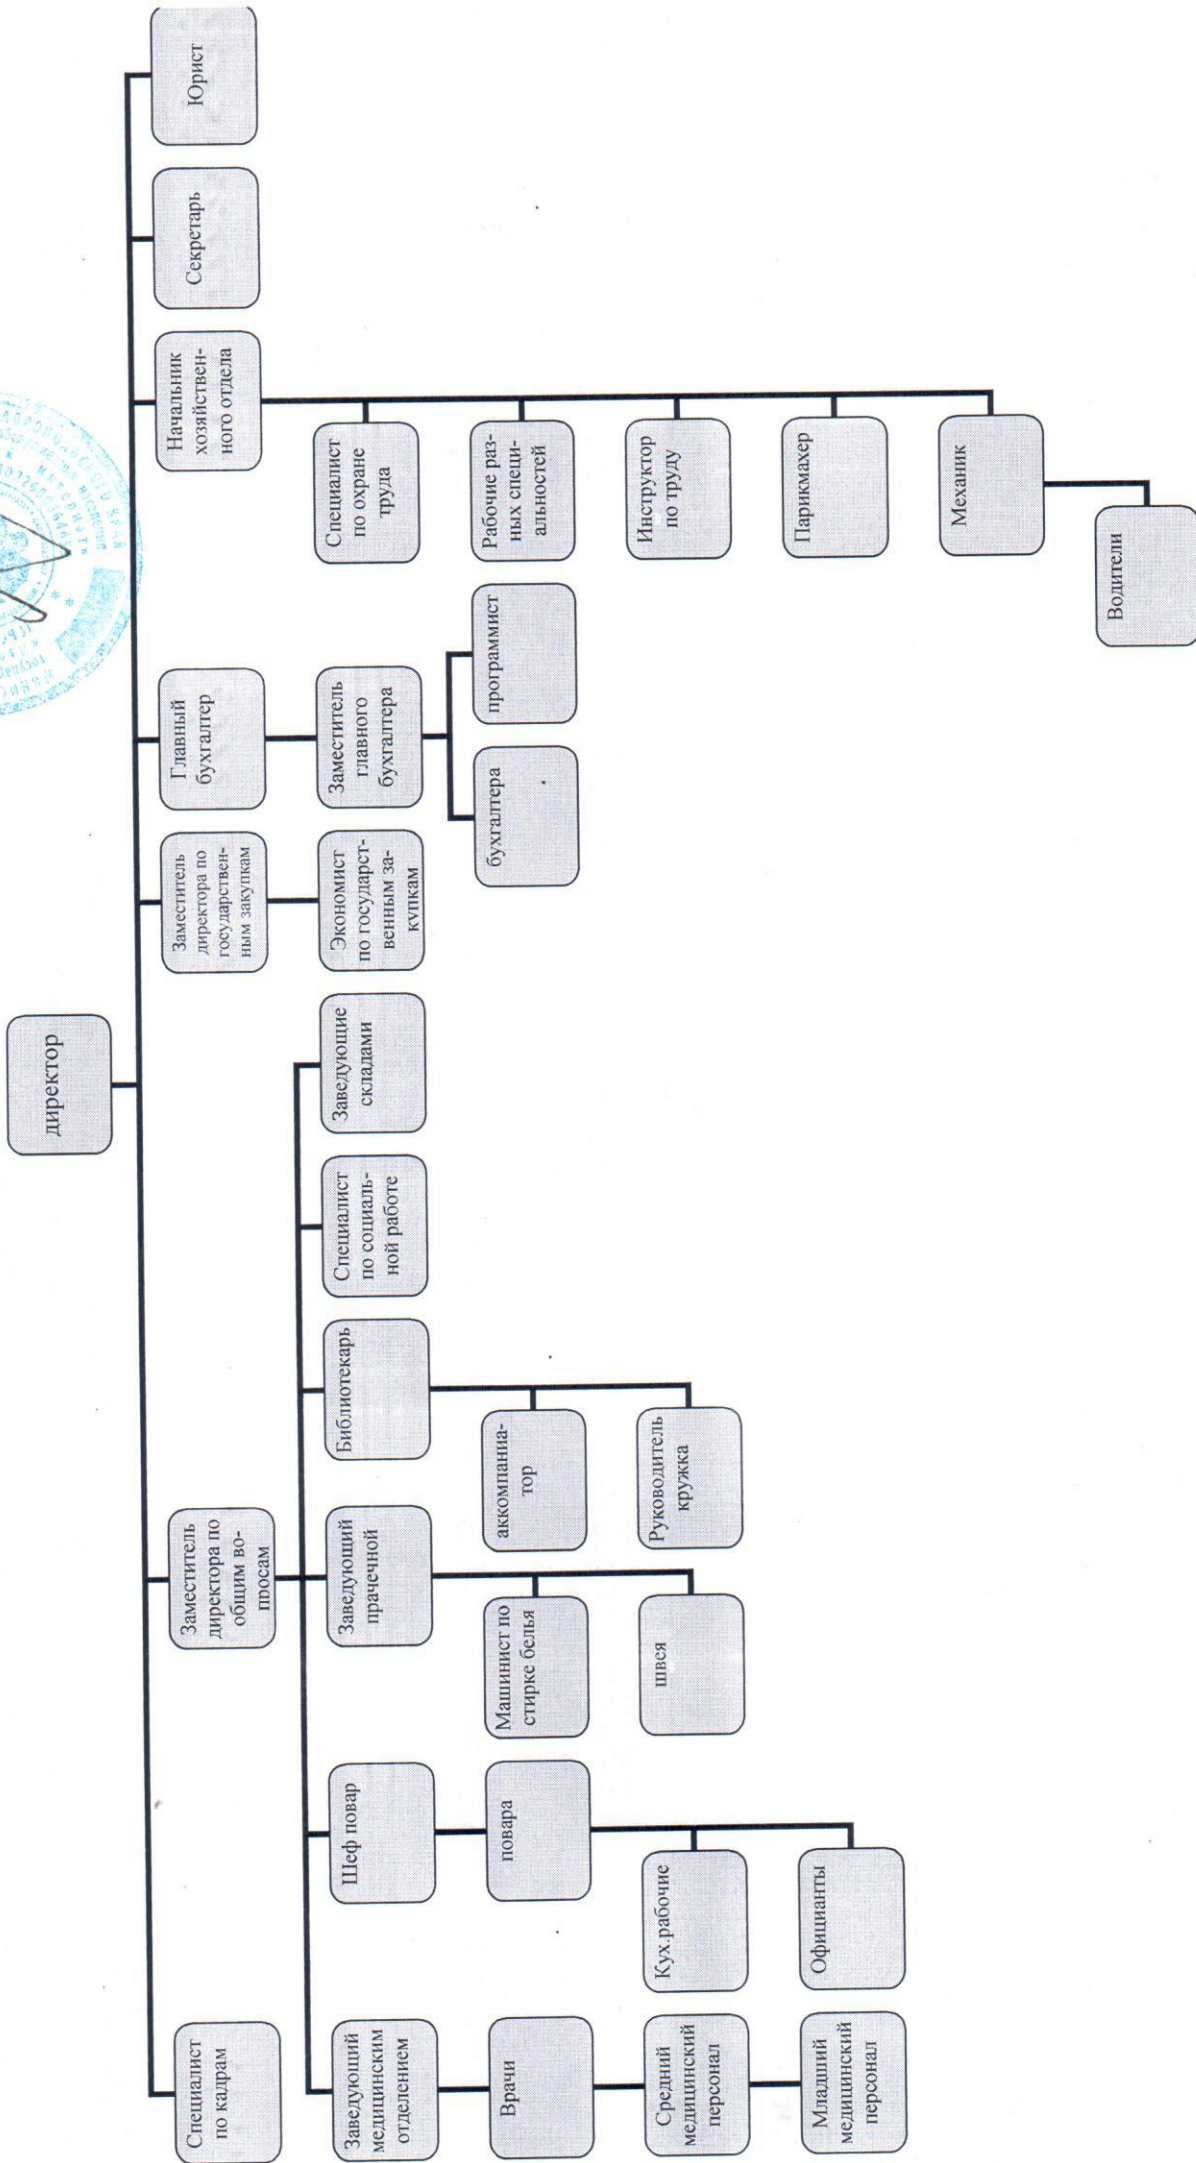 директор
Специалист
по кадрам
Заместитель
директора по
общим во-
просам
Заместитель
директора по
государствен-
ным закупкам
Главный
бухгалтер
Начальник
хозяйствен-
ного отдела
Секретарь
Юрист
Заведующий
медицинским
отделением
Шеф повар
Заведующий
прачечной
Библиотекарь
Специалист
по социаль-
ной работе
Заведующие
складами
Экономист
по государст-
венным за-
купкам
Заместитель
главного
бухгалтера
Специалист
по охране
труда
Врачи
повара
Машинист по
стирке белья
аккомпаниа-
тор
бухгалтера
программист
Рабочие раз-
ных специ-
альностей
Средний
медицинский
персонал
Кух.рабочие
швея
Руководитель
кружка
Инструктор
по труду
Младший
медицинский
персонал
Официанты
Парикмахер
Механик
Водители